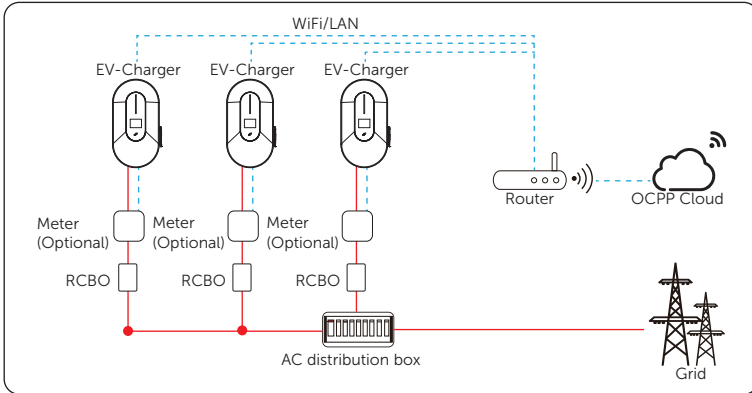 WiFi/LAN
EV-Charger
EV-Charger
EV-Charger
Router
OCPP Cloud
Meter
(Optional)
Meter
(Optional)
Meter
(Optional)
RCBO
RCBO
RCBO
AC distribution box
Grid